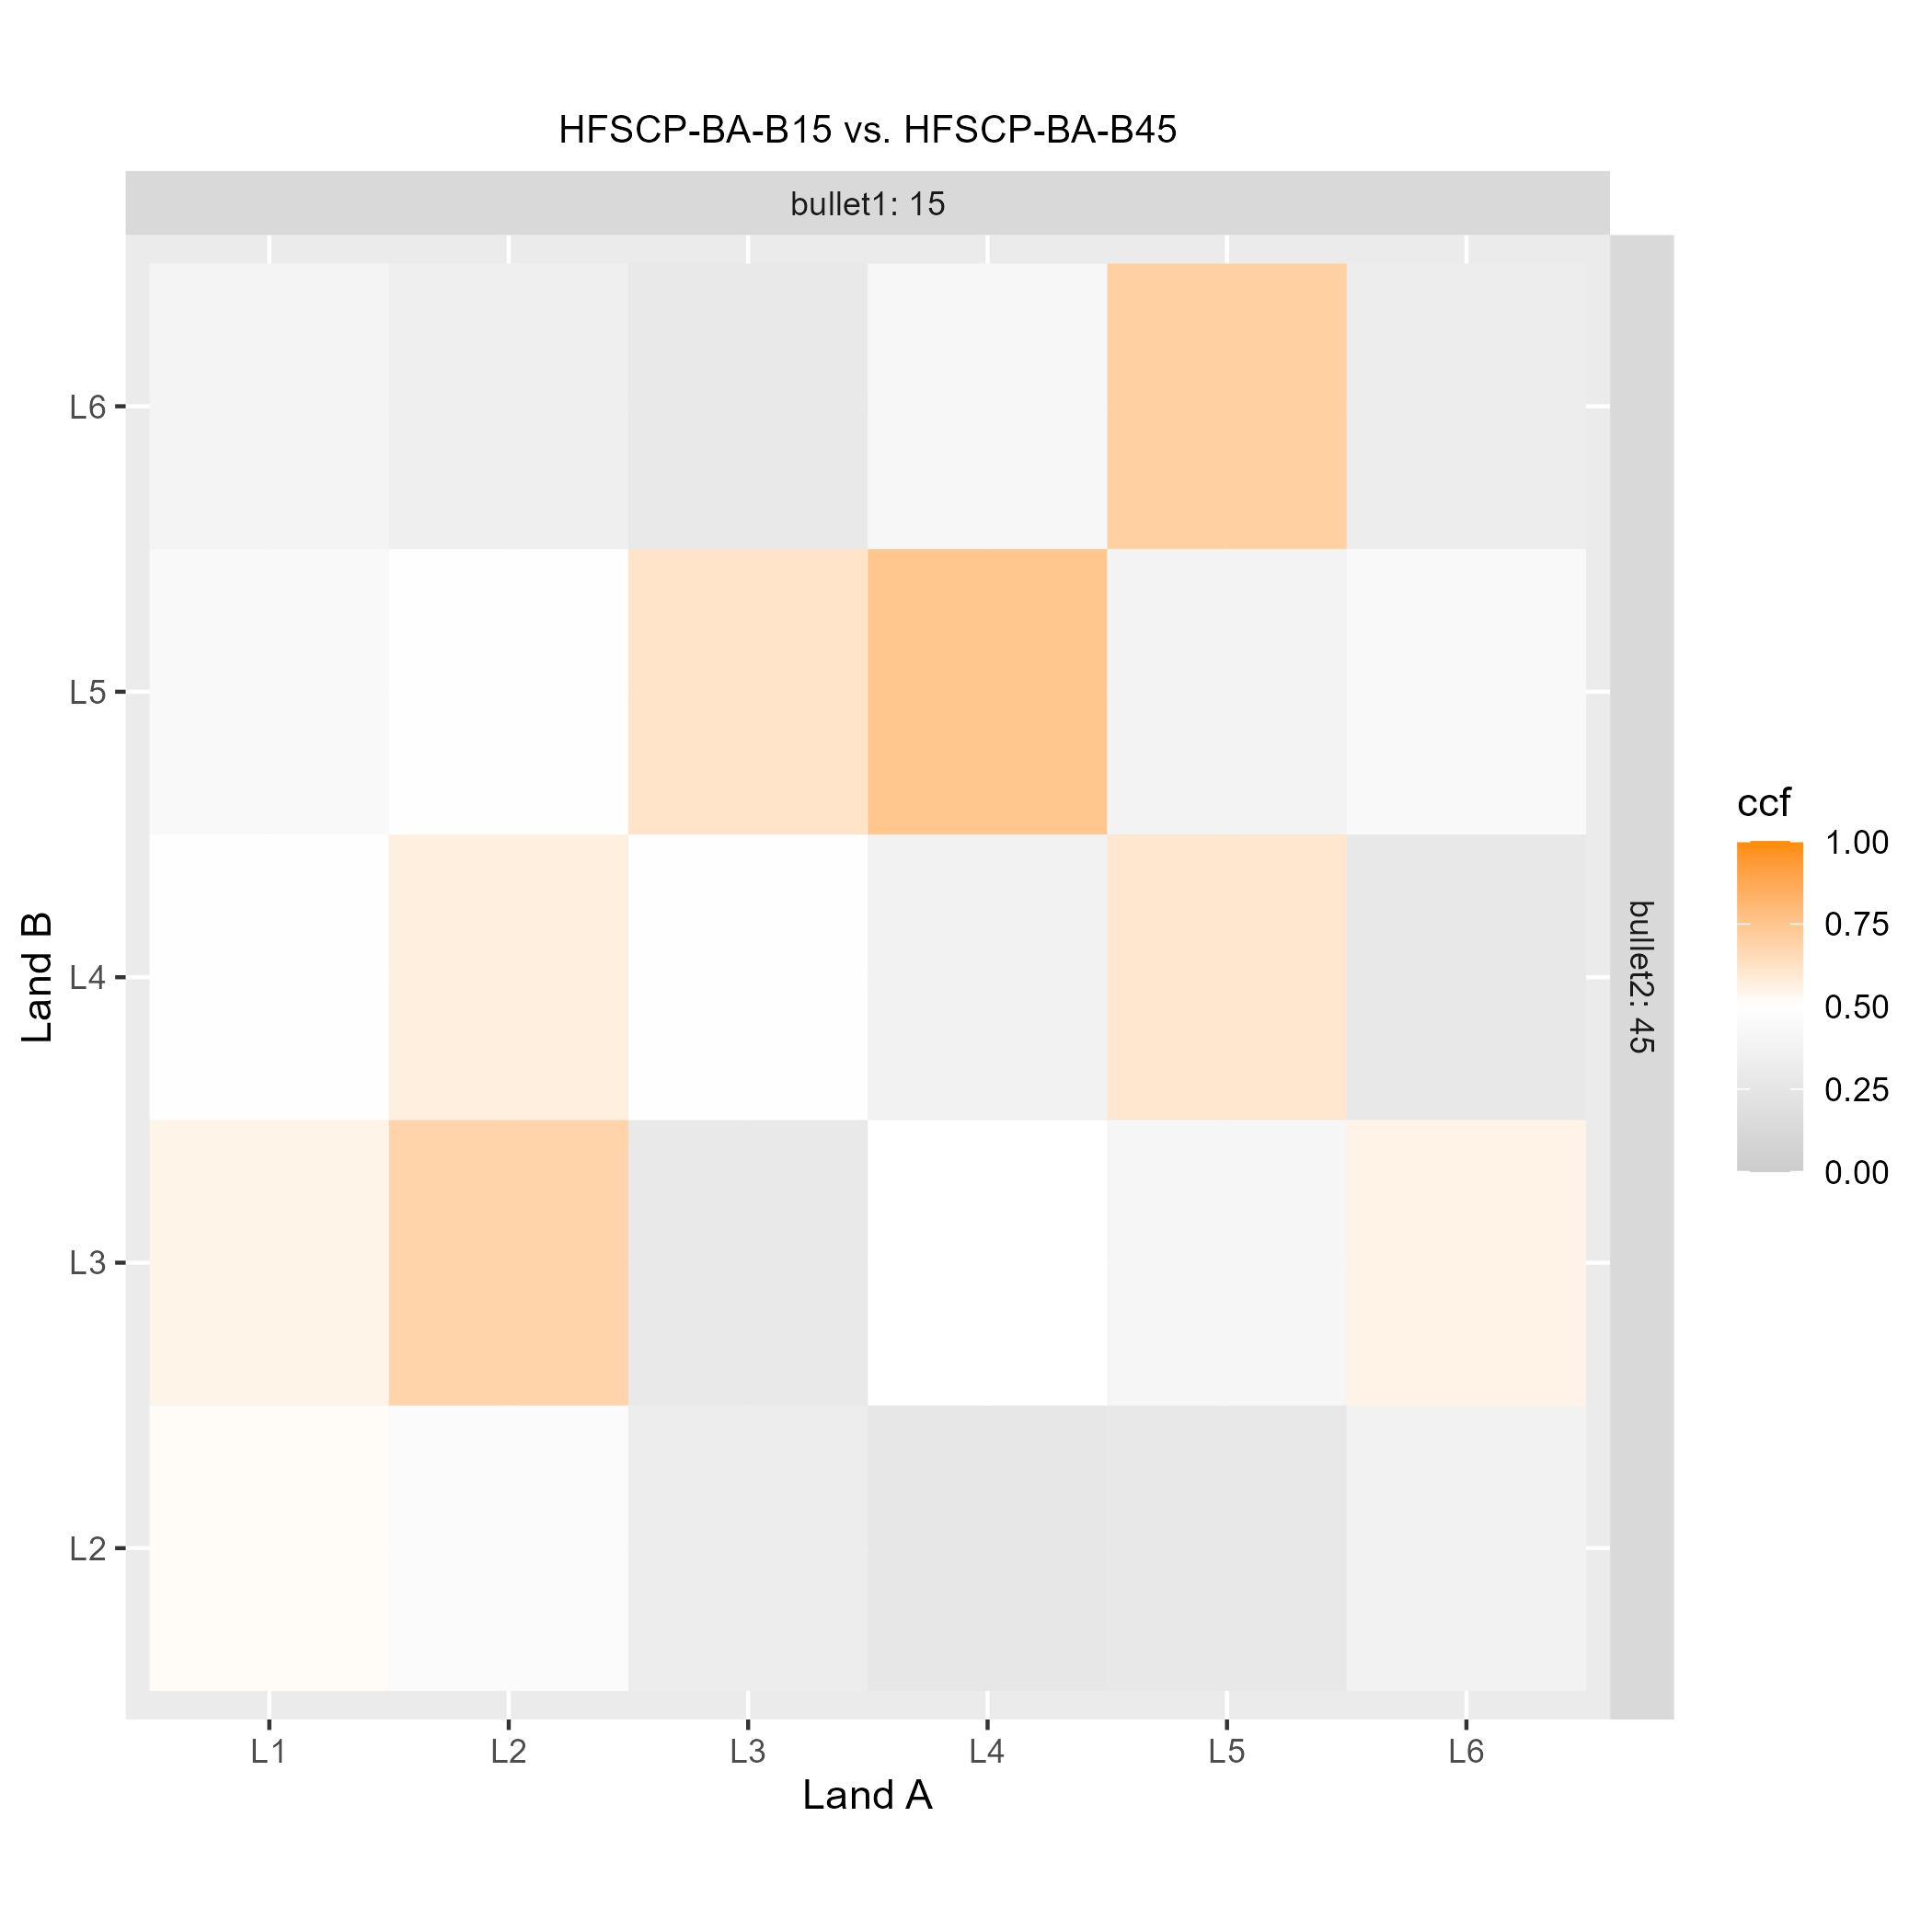 HFSCP-BA-B15 vs. HFSCP-BA-B45
bullet1: 15
L6
L5
L4
L3
L2
Land B
bullet2: 45
ccf
1.00
0.75
0.50
0.25
0.00
L1
L2
L3
L4
L5
L6
Land A